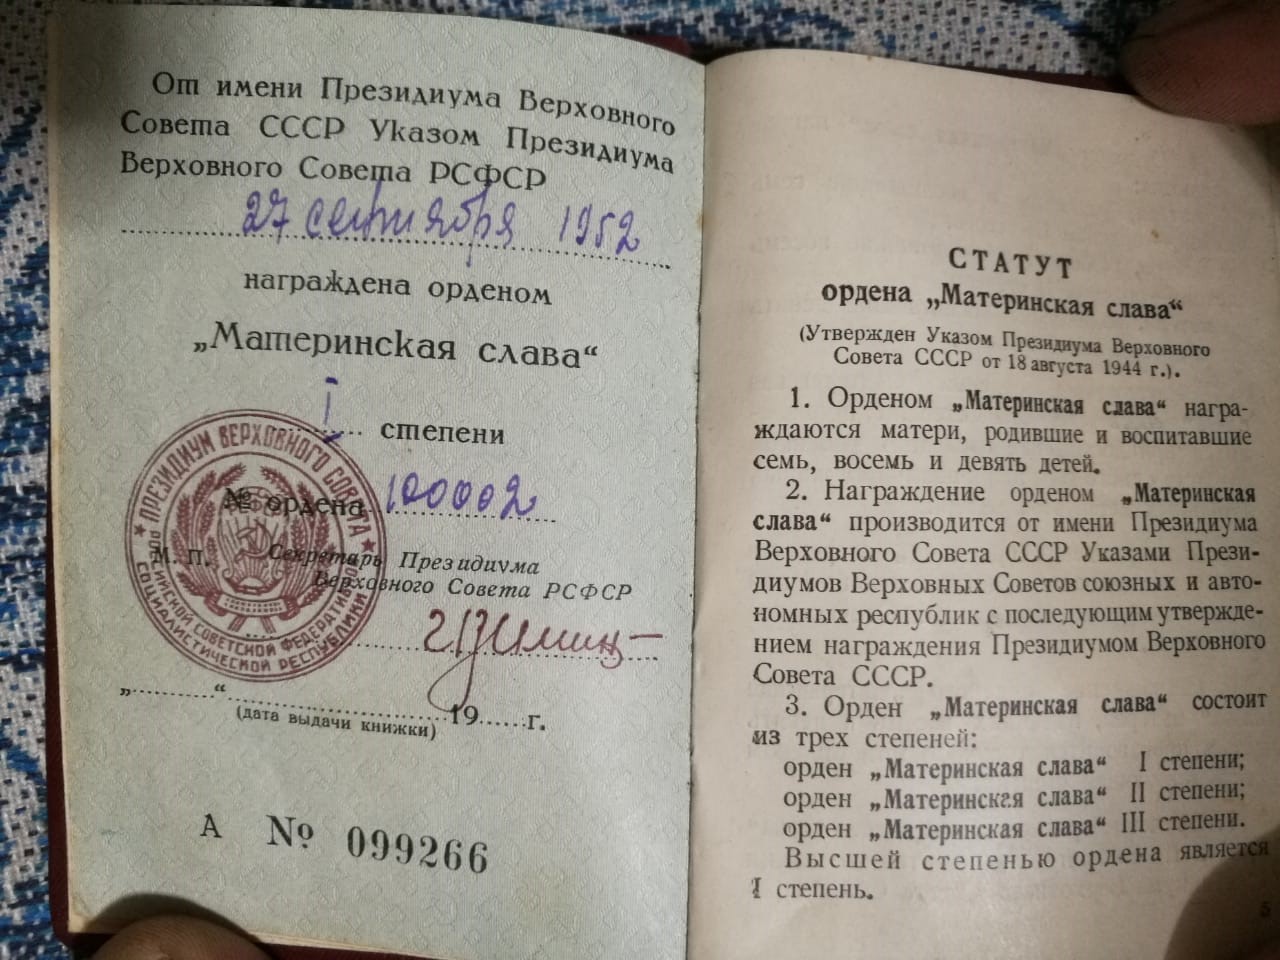 От имени Президиума Верховного
Совета СССР Указом Президиума
Верховного Совета РСФСР
27 сентября 1952
награждена орденом
„Материнская слава“
I степени
№ ордена 100002
М. П. Секретарь Президиума
Верховного Совета РСФСР
„ “ 19 г.
(дата выдачи книжки)
А № 099266
ПРЕЗИДИУМ ВЕРХОВНОГО СОВЕТА
РОССИЙСКОЙ СОВЕТСКОЙ ФЕДЕРАТИВНОЙ
СОЦИАЛИСТИЧЕСКОЙ РЕСПУБЛИКИ
СТАТУТ
ордена „Материнская слава“
(Утвержден Указом Президиума Верховного
Совета СССР от 18 августа 1944 г.).
1. Орденом „Материнская слава“ награ-
ждаются матери, родившие и воспитавшие
семь, восемь и девять детей.
2. Награждение орденом „Материнская
слава“ производится от имени Президиума
Верховного Совета СССР Указами Прези-
диумов Верховных Советов союзных и авто-
номных республик с последующим утвержде-
нием награждения Президиумом Верховного
Совета СССР.
3. Орден „Материнская слава“ состоит
из трех степеней:
орден „Материнская слава“ I степени;
орден „Материнская слава“ II степени;
орден „Материнская слава“ III степени.
Высшей степенью ордена является
I степень.
5